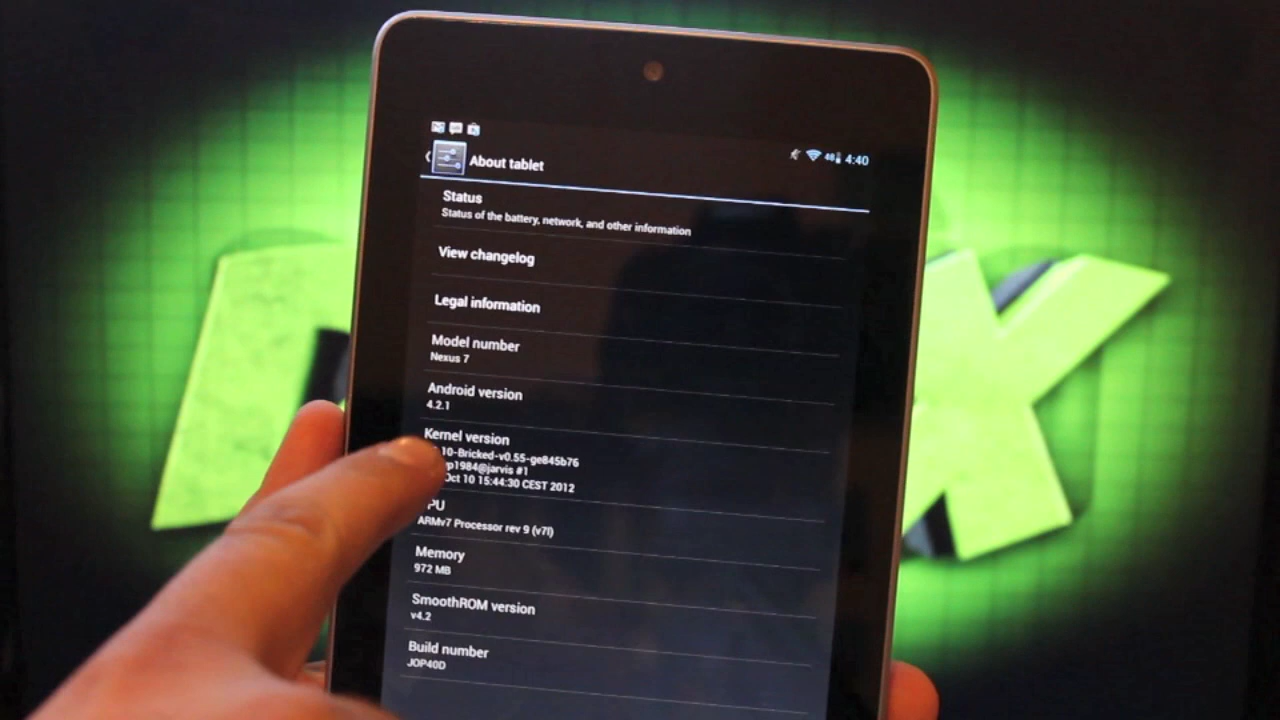 48 4:40
About tablet
Status
Status of the battery, network, and other information
View changelog
Legal information
Model number
Nexus 7
Android version
4.2.1
Kernel version
10-Bricked-v0.55-ge845b76
p1984@jarvis #1
Oct 10 15:44:30 CEST 2012
PU
ARMv7 Processor rev 9 (v7l)
Memory
972 MB
SmoothROM version
v4.2
Build number
JOP40D